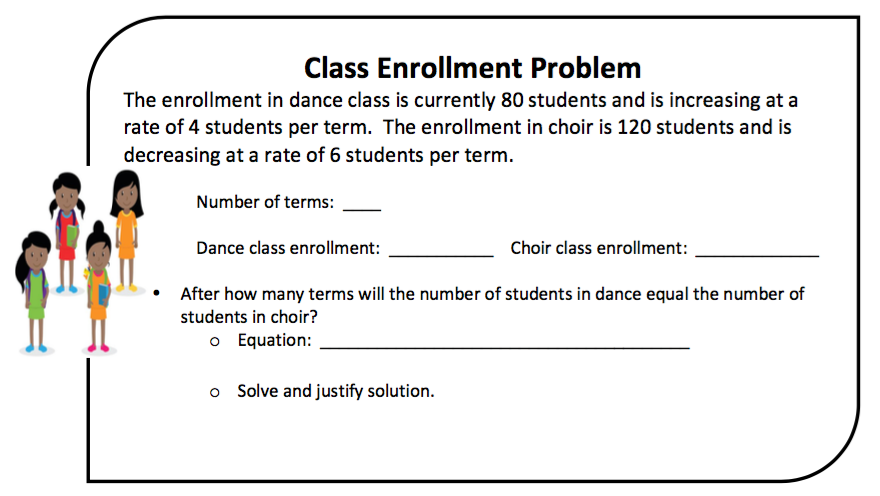 Class Enrollment Problem
The enrollment in dance class is currently 80 students and is increasing at a
rate of 4 students per term.  The enrollment in choir is 120 students and is
decreasing at a rate of 6 students per term.
Number of terms: ____
Dance class enrollment: ___________ Choir class enrollment: _____________
• After how many terms will the number of students in dance equal the number of
students in choir?
o Equation: _______________________________________
o Solve and justify solution.